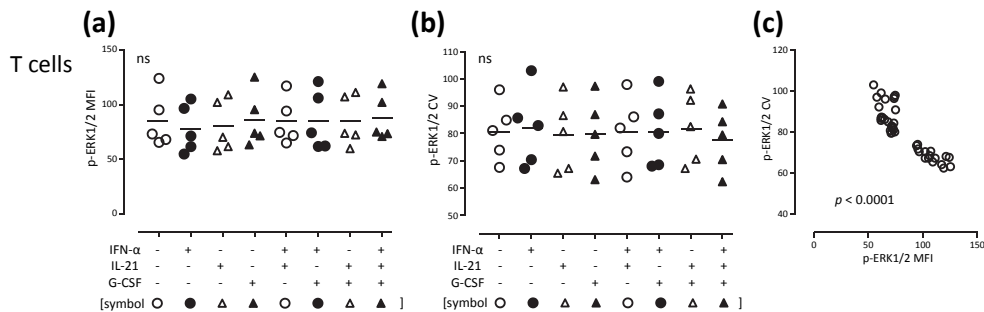 (a)
(b)
(c)
T cells
p-ERK1/2 MFI
150
100
50
0
ns
IFN-α - + - - + + - +
IL-21 - - + - + - + +
G-CSF - - - + - + + +
[symbol ]
p-ERK1/2 CV
110
100
90
80
70
60
50
ns
IFN-α - + - - + + - +
IL-21 - - + - + - + +
G-CSF - - - + - + + +
[symbol ]
p-ERK1/2 CV
120
100
80
60
40
p < 0.0001
0 50 100 150
p-ERK1/2 MFI